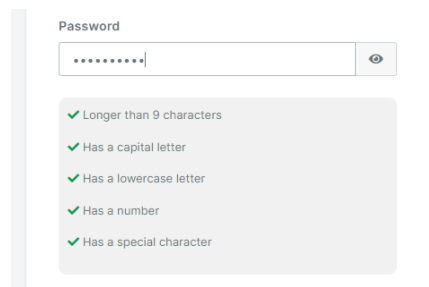 Password
••••••••••
Longer than 9 characters
Has a capital letter
Has a lowercase letter
Has a number
Has a special character